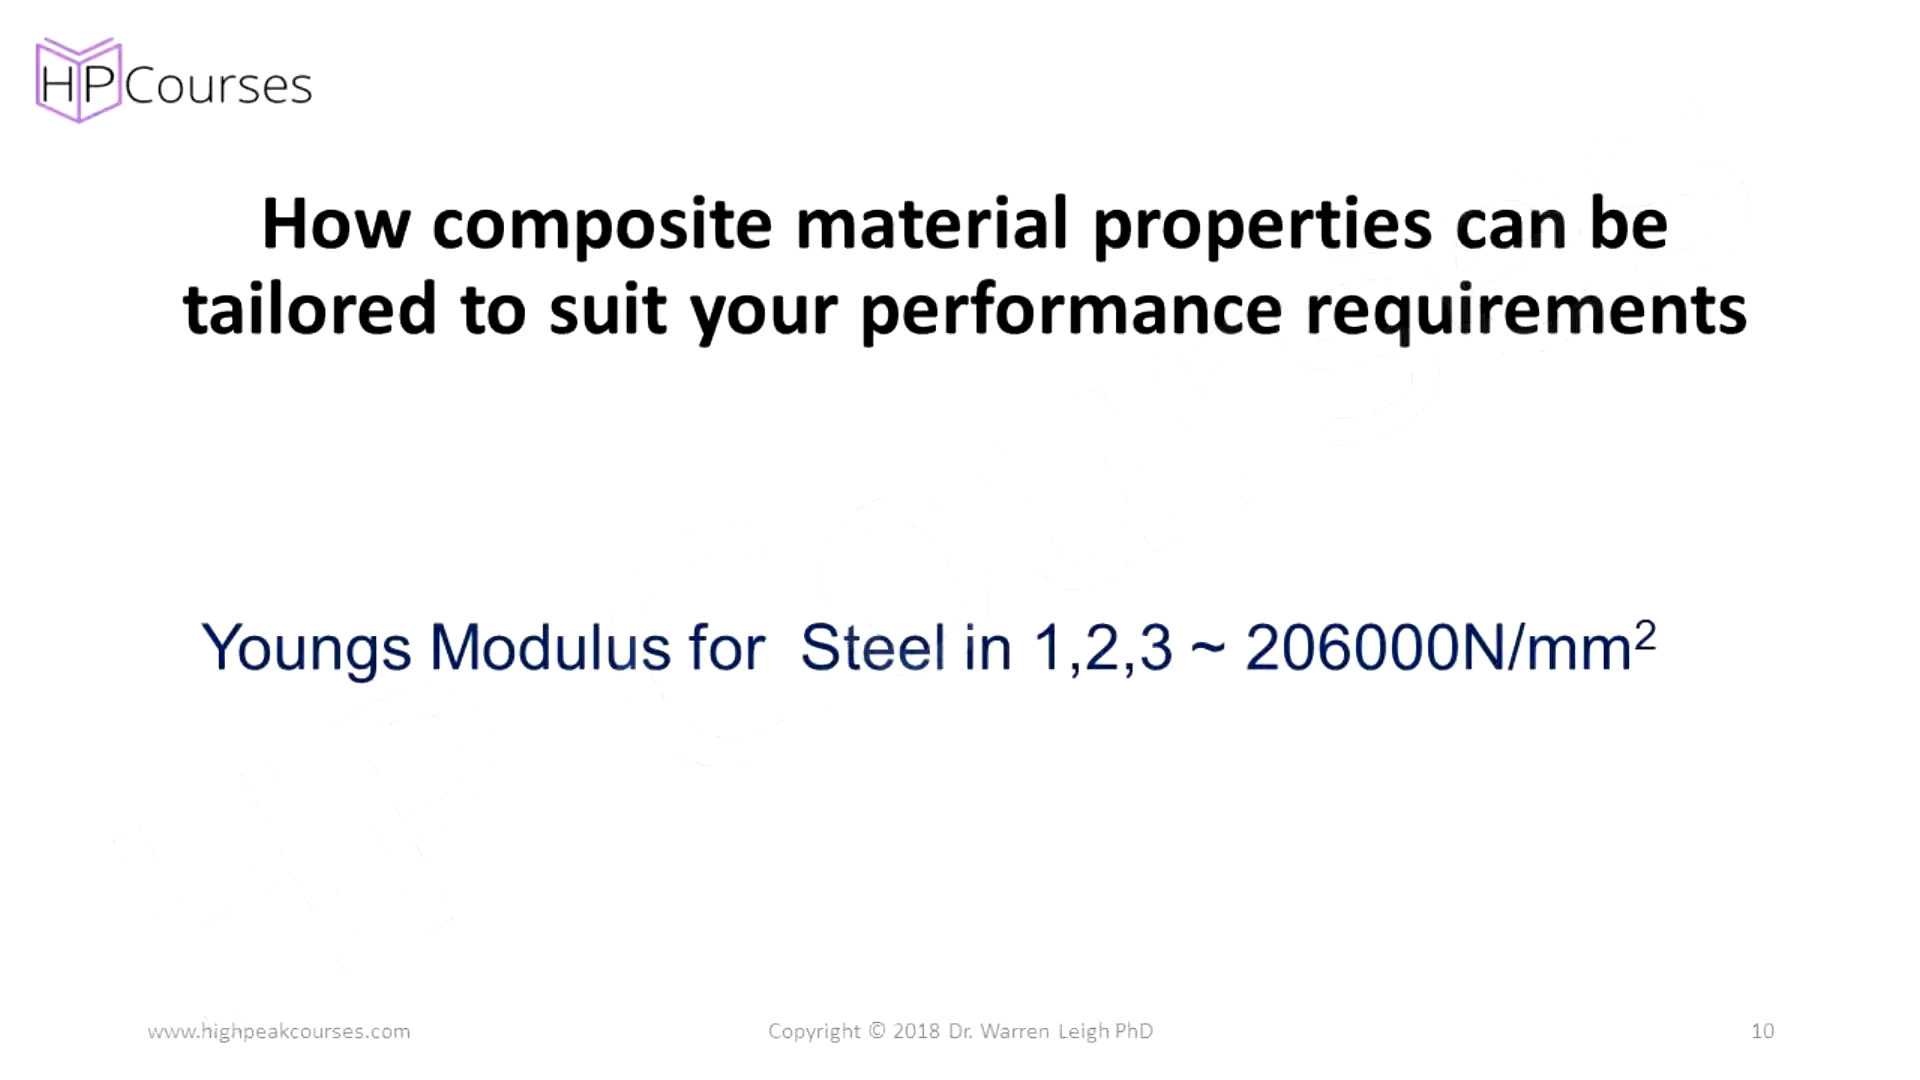 HPCourses
How composite material properties can be
tailored to suit your performance requirements
Youngs Modulus for  Steel in 1,2,3 ~ 206000N/mm²
www.highpeakcourses.com
Copyright © 2018 Dr. Warren Leigh PhD
10